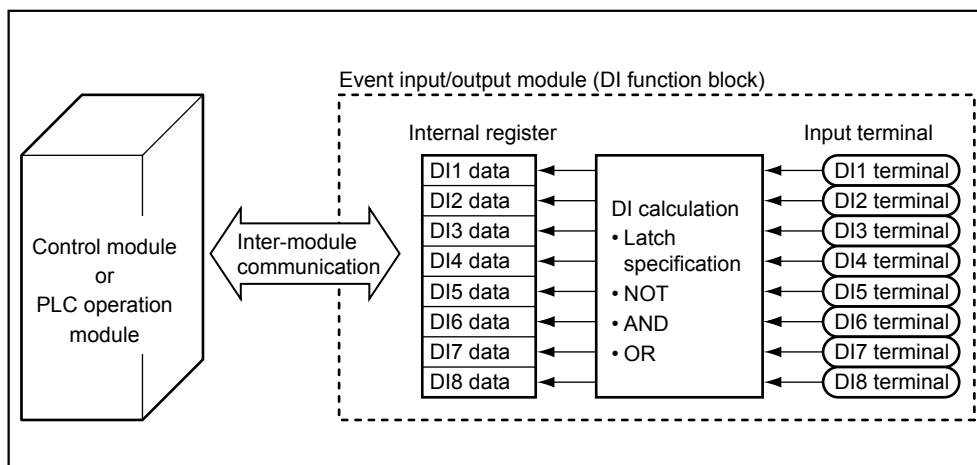 Event input/output module (DI function block)
Internal register
Input terminal
Control module
or
PLC operation
module
Inter-module
communication
DI1 data
DI2 data
DI3 data
DI4 data
DI5 data
DI6 data
DI7 data
DI8 data
DI calculation
• Latch
specification
• NOT
• AND
• OR
DI1 terminal
DI2 terminal
DI3 terminal
DI4 terminal
DI5 terminal
DI6 terminal
DI7 terminal
DI8 terminal